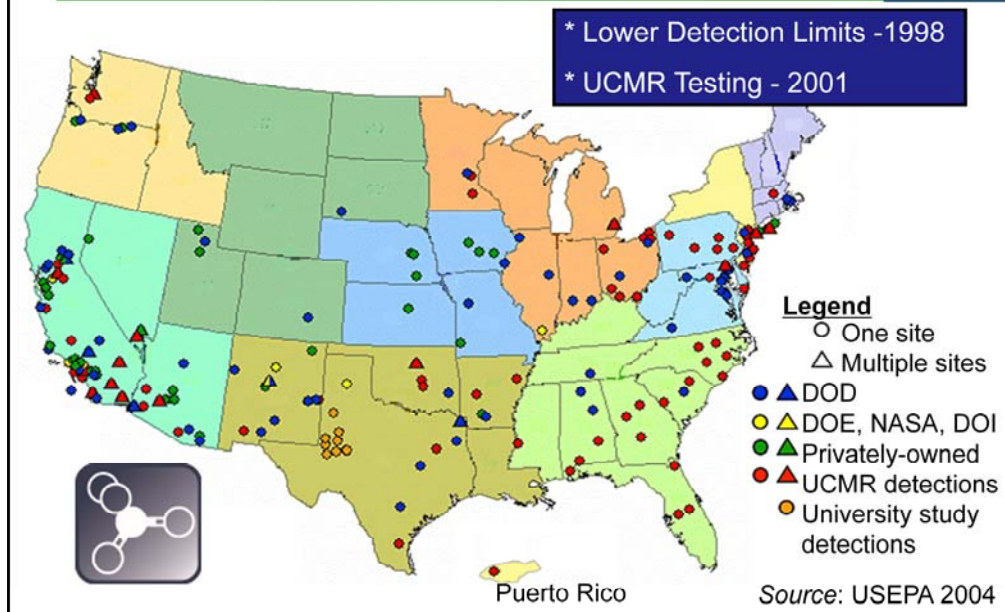 * Lower Detection Limits -1998
* UCMR Testing - 2001
Legend
One site
Multiple sites
DOD
DOE, NASA, DOI
Privately-owned
UCMR detections
University study
detections
Puerto Rico
Source: USEPA 2004